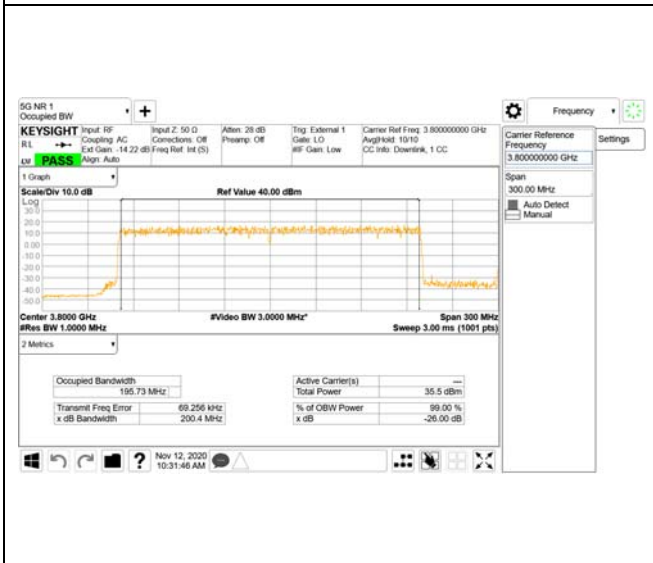 5G NR 1
Occupied BW
Frequency
KEYSIGHT Input: RF Input Z: 50 Ω Atten: 28 dB Trig: External 1 Carrier Ref Freq: 3.800000000 GHz
RL Coupling: AC Corrections: Off Preamp: Off Gate: LO Avg|Hold: 10/10
Ext Gain: -14.22 dB Freq Ref: Int (S) #IF Gain: Low CC Info: Downlink, 1 CC
PASS Align: Auto
Carrier Reference
Frequency
3.800000000 GHz
Settings
Span
300.00 MHz
Auto Detect
Manual
1 Graph
Scale/Div 10.0 dB Ref Value 40.00 dBm
Log
30.0
20.0
10.0
0.00
-10.0
-20.0
-30.0
-40.0
-50.0
Center 3.8000 GHz #Video BW 3.0000 MHz* Span 300 MHz
#Res BW 1.0000 MHz Sweep 3.00 ms (1001 pts)
2 Metrics
Occupied Bandwidth Active Carrier(s) ---
195.73 MHz Total Power 35.5 dBm
Transmit Freq Error 69.256 kHz % of OBW Power 99.00 %
x dB Bandwidth 200.4 MHz x dB -26.00 dB
? Nov 12, 2020
10:31:46 AM